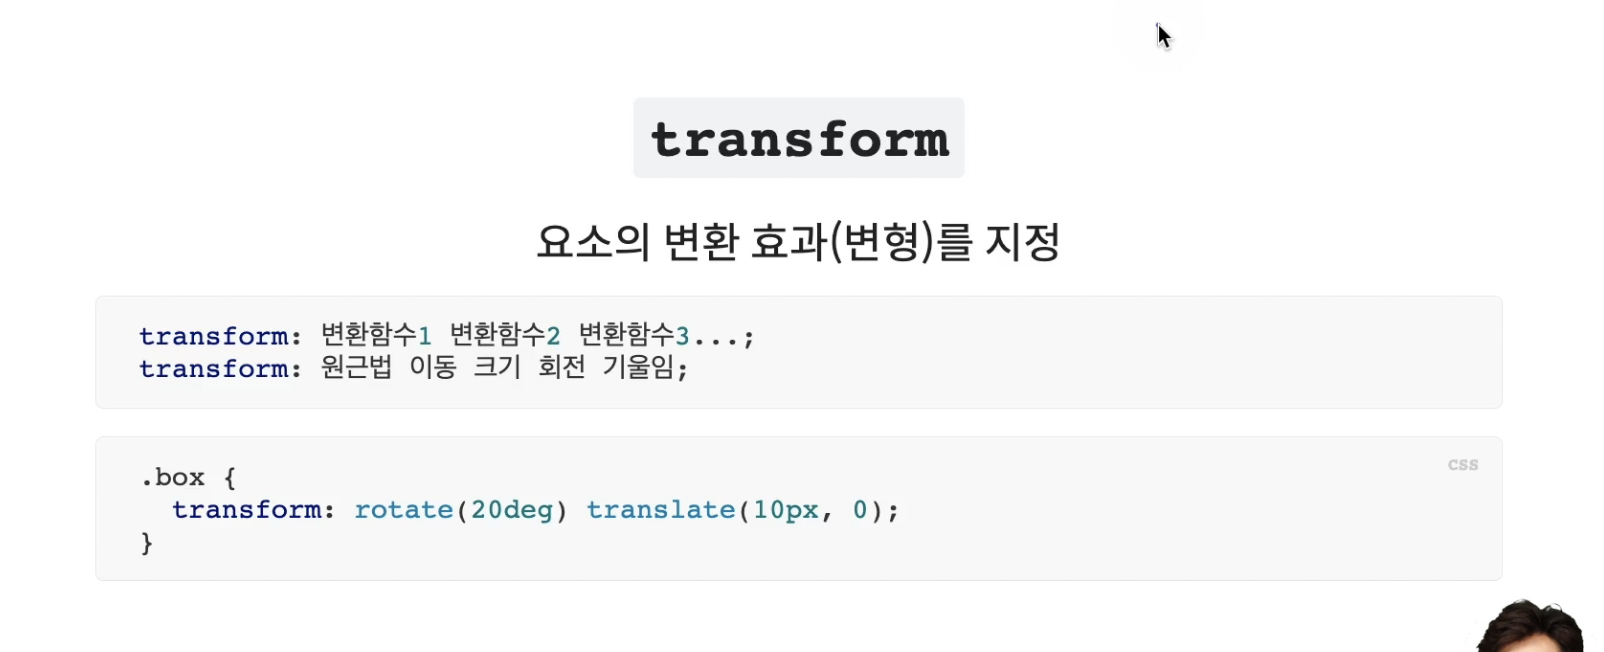 transform
요소의 변환 효과(변형)를 지정
transform: 변환함수1 변환함수2 변환함수3...;
transform: 원근법 이동 크기 회전 기울임;
css
.box {
  transform: rotate(20deg) translate(10px, 0);
}